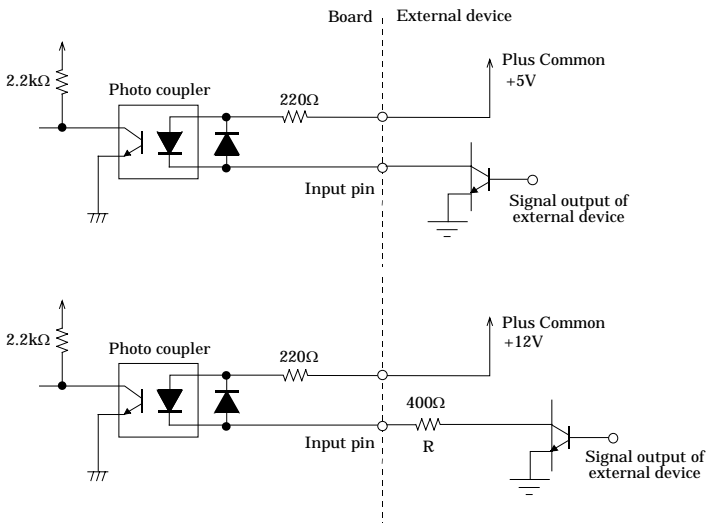 Board
External device
Plus Common
+5V
2.2kΩ
Photo coupler
220Ω
Input pin
Signal output of
external device
Plus Common
+12V
2.2kΩ
Photo coupler
220Ω
400Ω
Input pin
R
Signal output of
external device